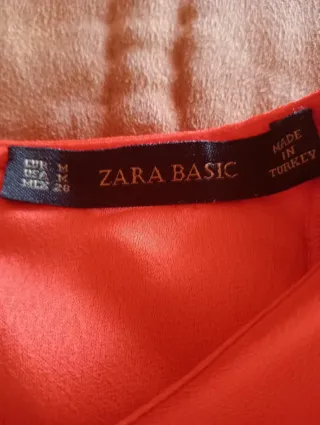 EUR M
USA M
MEX 28
ZARA BASIC
MADE
IN
TURKEY